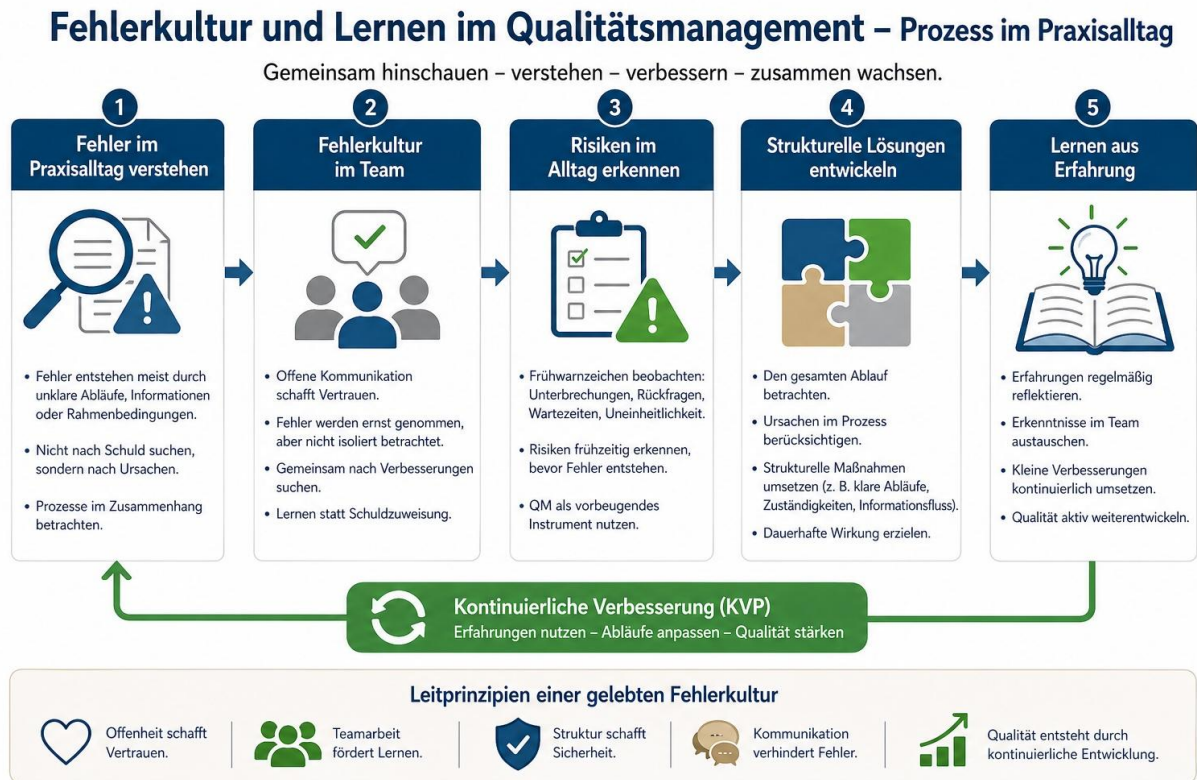 Fehlerkultur und Lernen im Qualitätsmanagement – Prozess im Praxisalltag
Gemeinsam hinschauen – verstehen – verbessern – zusammen wachsen.
1
Fehler im
Praxisalltag verstehen
• Fehler entstehen meist durch
unklare Abläufe, Informationen
oder Rahmenbedingungen.
• Nicht nach Schuld suchen,
sondern nach Ursachen.
• Prozesse im Zusammenhang
betrachten.
2
Fehlerkultur
im Team
• Offene Kommunikation
schafft Vertrauen.
• Fehler werden ernst genommen,
aber nicht isoliert betrachtet.
• Gemeinsam nach Verbesserungen
suchen.
• Lernen statt Schuldzuweisung.
3
Risiken im
Alltag erkennen
• Frühwarnzeichen beobachten:
Unterbrechungen, Rückfragen,
Wartezeiten, Uneinheitlichkeit.
• Risiken frühzeitig erkennen,
bevor Fehler entstehen.
• QM als vorbeugendes
Instrument nutzen.
4
Strukturelle Lösungen
entwickeln
• Den gesamten Ablauf
betrachten.
• Ursachen im Prozess
berücksichtigen.
• Strukturelle Maßnahmen
umsetzen (z. B. klare Abläufe,
Zuständigkeiten, Informationsfluss).
• Dauerhafte Wirkung erzielen.
5
Lernen aus
Erfahrung
• Erfahrungen regelmäßig
reflektieren.
• Erkenntnisse im Team
austauschen.
• Kleine Verbesserungen
kontinuierlich umsetzen.
• Qualität aktiv weiterentwickeln.
Kontinuierliche Verbesserung (KVP)
Erfahrungen nutzen – Abläufe anpassen – Qualität stärken
Leitprinzipien einer gelebten Fehlerkultur
Offenheit schafft
Vertrauen.
Teamarbeit
fördert Lernen.
Struktur schafft
Sicherheit.
Kommunikation
verhindert Fehler.
Qualität entsteht durch
kontinuierliche Entwicklung.